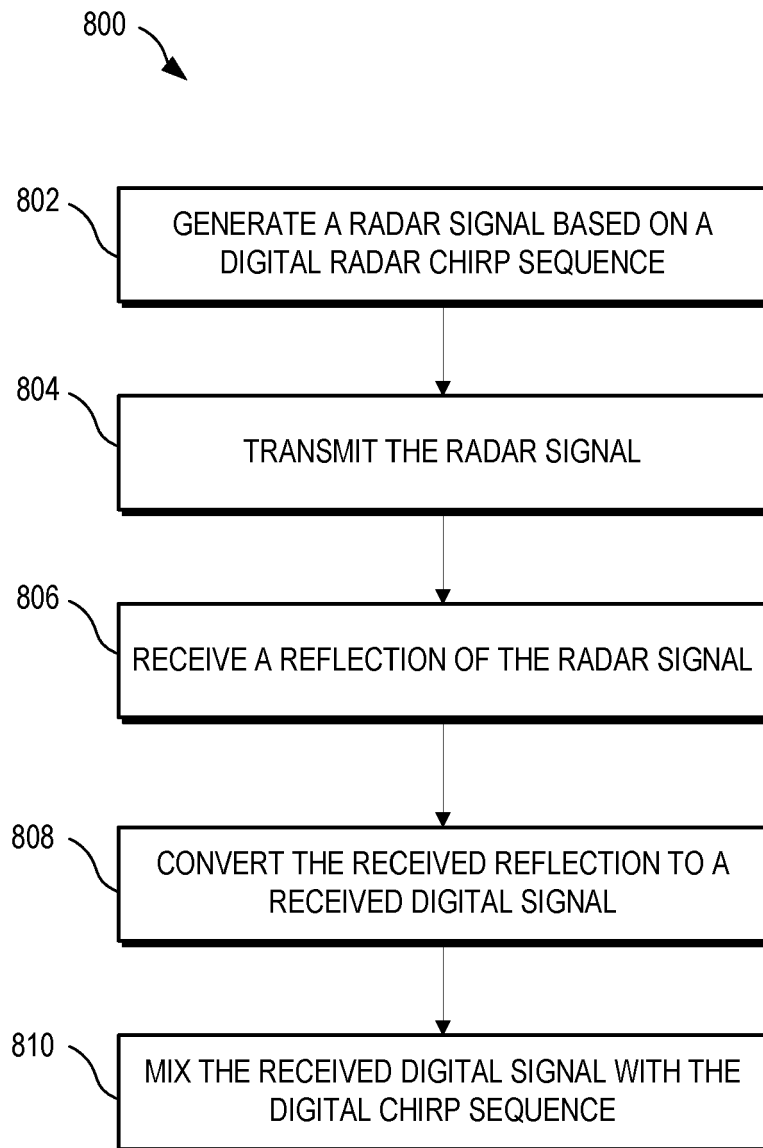 800
802
GENERATE A RADAR SIGNAL BASED ON A
DIGITAL RADAR CHIRP SEQUENCE
804
TRANSMIT THE RADAR SIGNAL
806
RECEIVE A REFLECTION OF THE RADAR SIGNAL
808
CONVERT THE RECEIVED REFLECTION TO A
RECEIVED DIGITAL SIGNAL
810
MIX THE RECEIVED DIGITAL SIGNAL WITH THE
DIGITAL CHIRP SEQUENCE